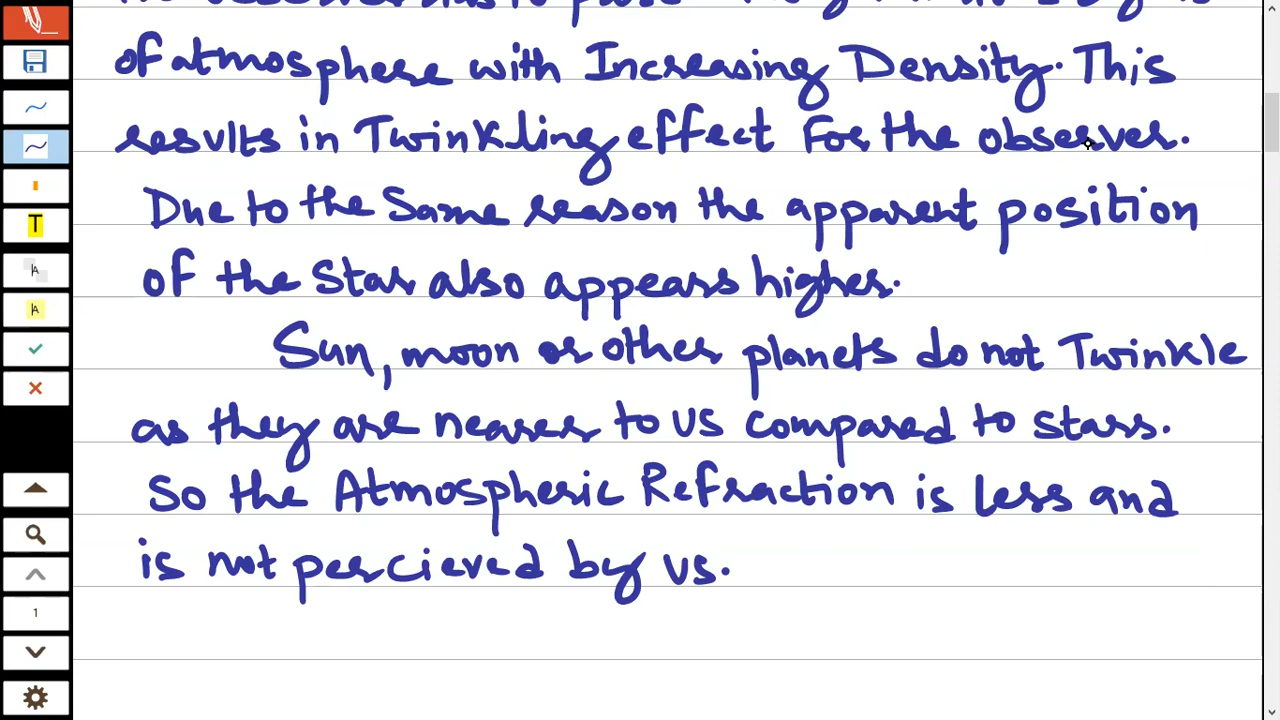 of atmosphere with Increasing Density. This
results in Twinkling effect For the observer.
Due to the Same reason the apparent position
of the Star also appears higher.
Sun, moon or other planets do not Twinkle
as they are nearer to us compared to stars.
So the Atmospheric Refraction is less and
is not percieved by us.
T
A
A
1